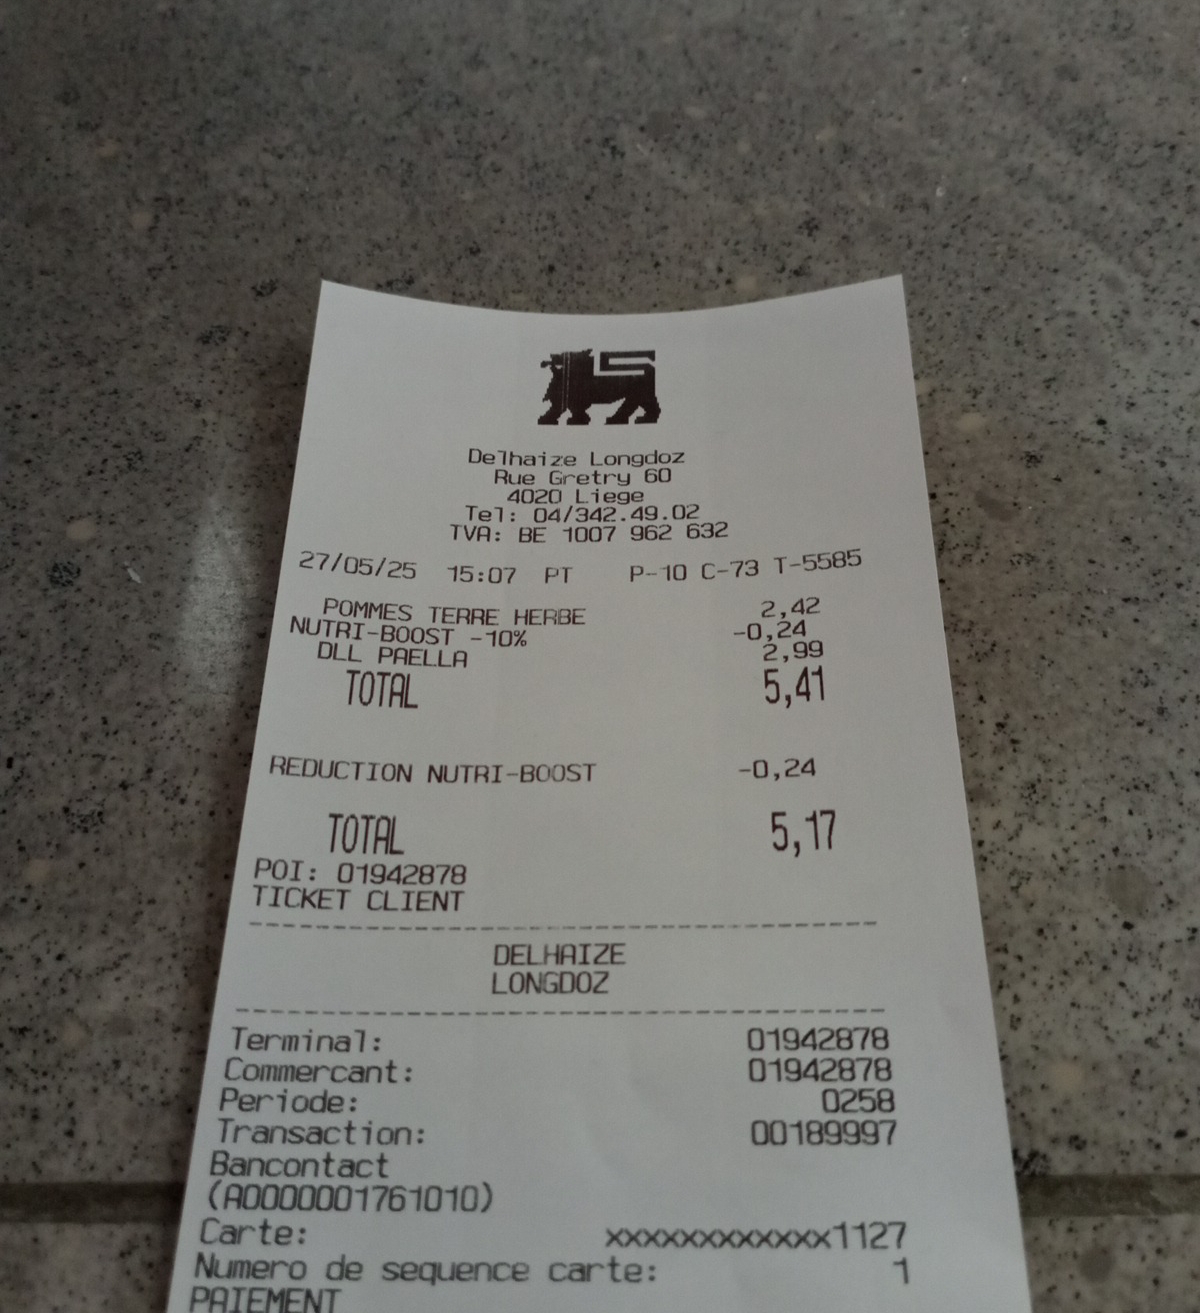 Delhaize Longdoz
Rue Gretry 60
4020 Liege
Tel: 04/342.49.02
TVA: BE 1007 962 632
27/05/25 15:07 PT P-10 C-73 T-5585
POMMES TERRE HERBE 2,42
NUTRI-BOOST -10% -0,24
DLL PAELLA 2,99
TOTAL 5,41
REDUCTION NUTRI-BOOST -0,24
TOTAL 5,17
POI: 01942878
TICKET CLIENT
DELHAIZE
LONGDOZ
Terminal: 01942878
Commercant: 01942878
Periode: 0258
Transaction: 00189997
Bancontact
(A0000001761010)
Carte: xxxxxxxxxxxxx1127
Numero de sequence carte: 1
PAIEMENT